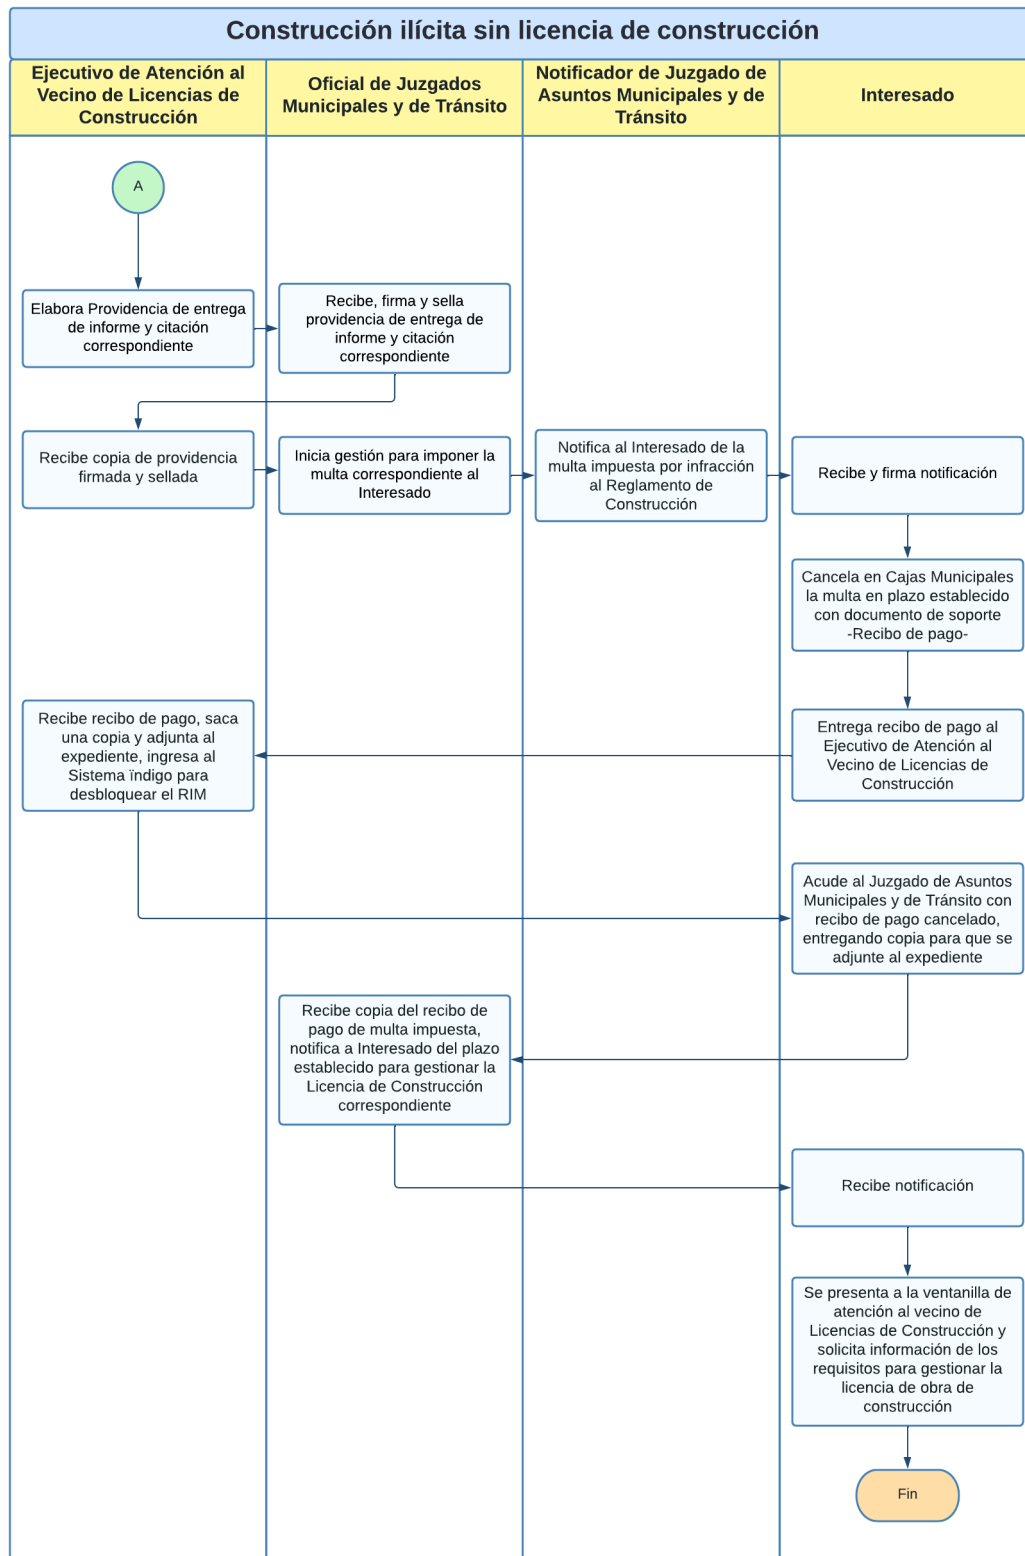 Construcción ilícita sin licencia de construcción
Ejecutivo de Atención al
Vecino de Licencias de
Construcción
Oficial de Juzgados
Municipales y de Tránsito
Notificador de Juzgado de
Asuntos Municipales y de
Tránsito
Interesado
A
Elabora Providencia de entrega
de informe y citación
correspondiente
Recibe, firma y sella
providencia de entrega de
informe y citación
correspondiente
Recibe copia de providencia
firmada y sellada
Inicia gestión para imponer la
multa correspondiente al
Interesado
Notifica al Interesado de la
multa impuesta por infracción
al Reglamento de
Construcción
Recibe y firma notificación
Cancela en Cajas Municipales
la multa en plazo establecido
con documento de soporte
-Recibo de pago-
Entrega recibo de pago al
Ejecutivo de Atención al
Vecino de Licencias de
Construcción
Recibe recibo de pago, saca
una copia y adjunta al
expediente, ingresa al
Sistema ïndigo para
desbloquear el RIM
Acude al Juzgado de Asuntos
Municipales y de Tránsito con
recibo de pago cancelado,
entregando copia para que se
adjunte al expediente
Recibe copia del recibo de
pago de multa impuesta,
notifica a Interesado del plazo
establecido para gestionar la
Licencia de Construcción
correspondiente
Recibe notificación
Se presenta a la ventanilla de
atención al vecino de
Licencias de Construcción y
solicita información de los
requisitos para gestionar la
licencia de obra de
construcción
Fin